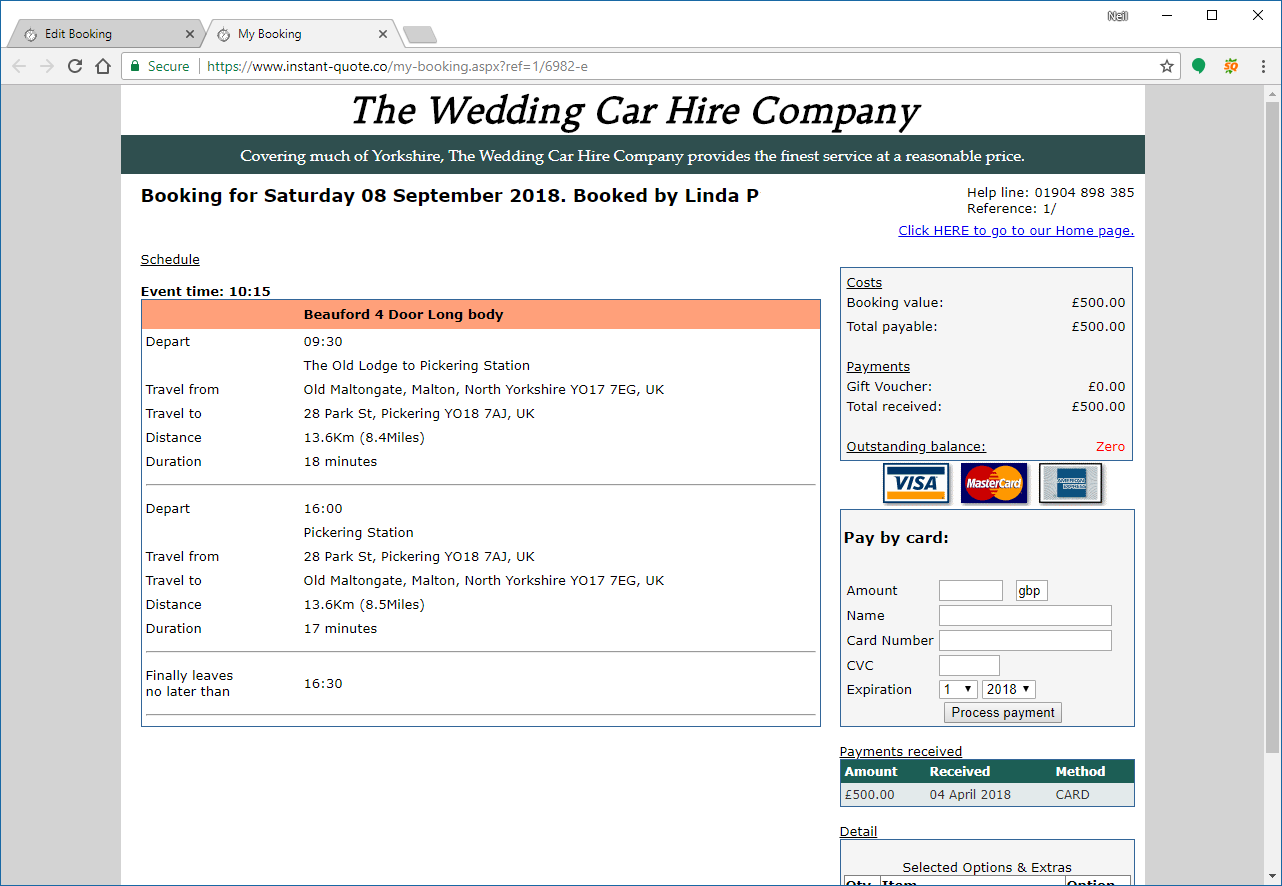 Neil
Edit Booking
My Booking
Secure https://www.instant-quote.co/my-booking.aspx?ref=1/6982-e
SQ
The Wedding Car Hire Company
Covering much of Yorkshire, The Wedding Car Hire Company provides the finest service at a reasonable price.
Booking for Saturday 08 September 2018. Booked by Linda P
Help line: 01904 898 385
Reference: 1/
Click HERE to go to our Home page.
Schedule
Event time: 10:15
Beauford 4 Door Long body
Depart 09:30
The Old Lodge to Pickering Station
Travel from Old Maltongate, Malton, North Yorkshire YO17 7EG, UK
Travel to 28 Park St, Pickering YO18 7AJ, UK
Distance 13.6Km (8.4Miles)
Duration 18 minutes
Depart 16:00
Pickering Station
Travel from 28 Park St, Pickering YO18 7AJ, UK
Travel to Old Maltongate, Malton, North Yorkshire YO17 7EG, UK
Distance 13.6Km (8.5Miles)
Duration 17 minutes
Finally leaves
no later than 16:30
Costs
Booking value: £500.00
Total payable: £500.00
Payments
Gift Voucher: £0.00
Total received: £500.00
Outstanding balance: Zero
VISA MasterCard AMERICAN EXPRESS
Pay by card:
Amount gbp
Name
Card Number
CVC
Expiration 1 2018
Process payment
Payments received
Amount Received Method
£500.00 04 April 2018 CARD
Detail
Selected Options & Extras
Qty Item Option